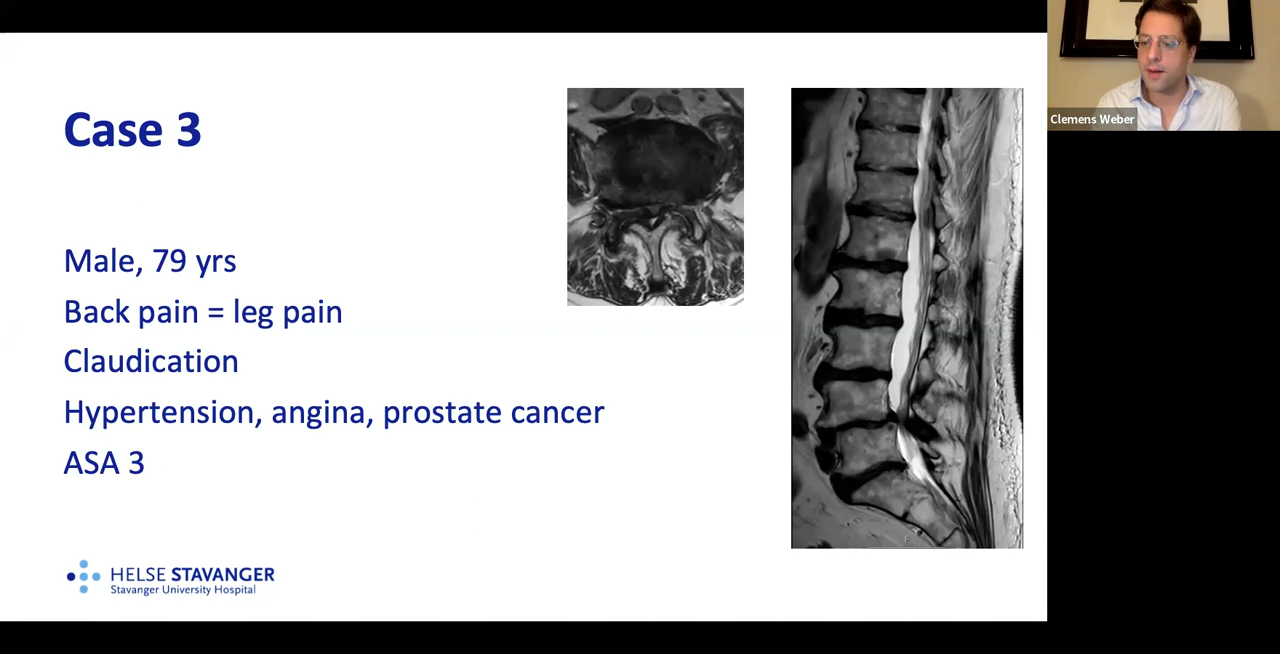 Case 3
Male, 79 yrs
Back pain = leg pain
Claudication
Hypertension, angina, prostate cancer
ASA 3
HELSE STAVANGER
Stavanger University Hospital
Clemens Weber